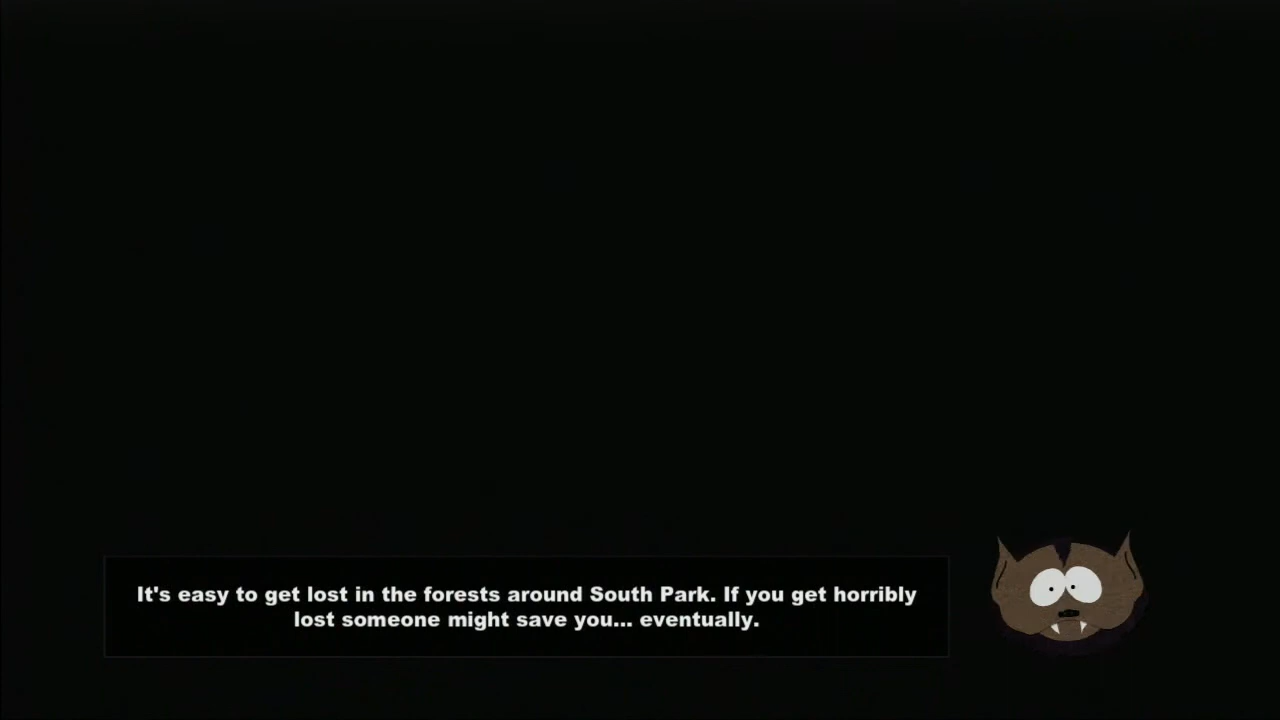 It's easy to get lost in the forests around South Park. If you get horribly
lost someone might save you... eventually.